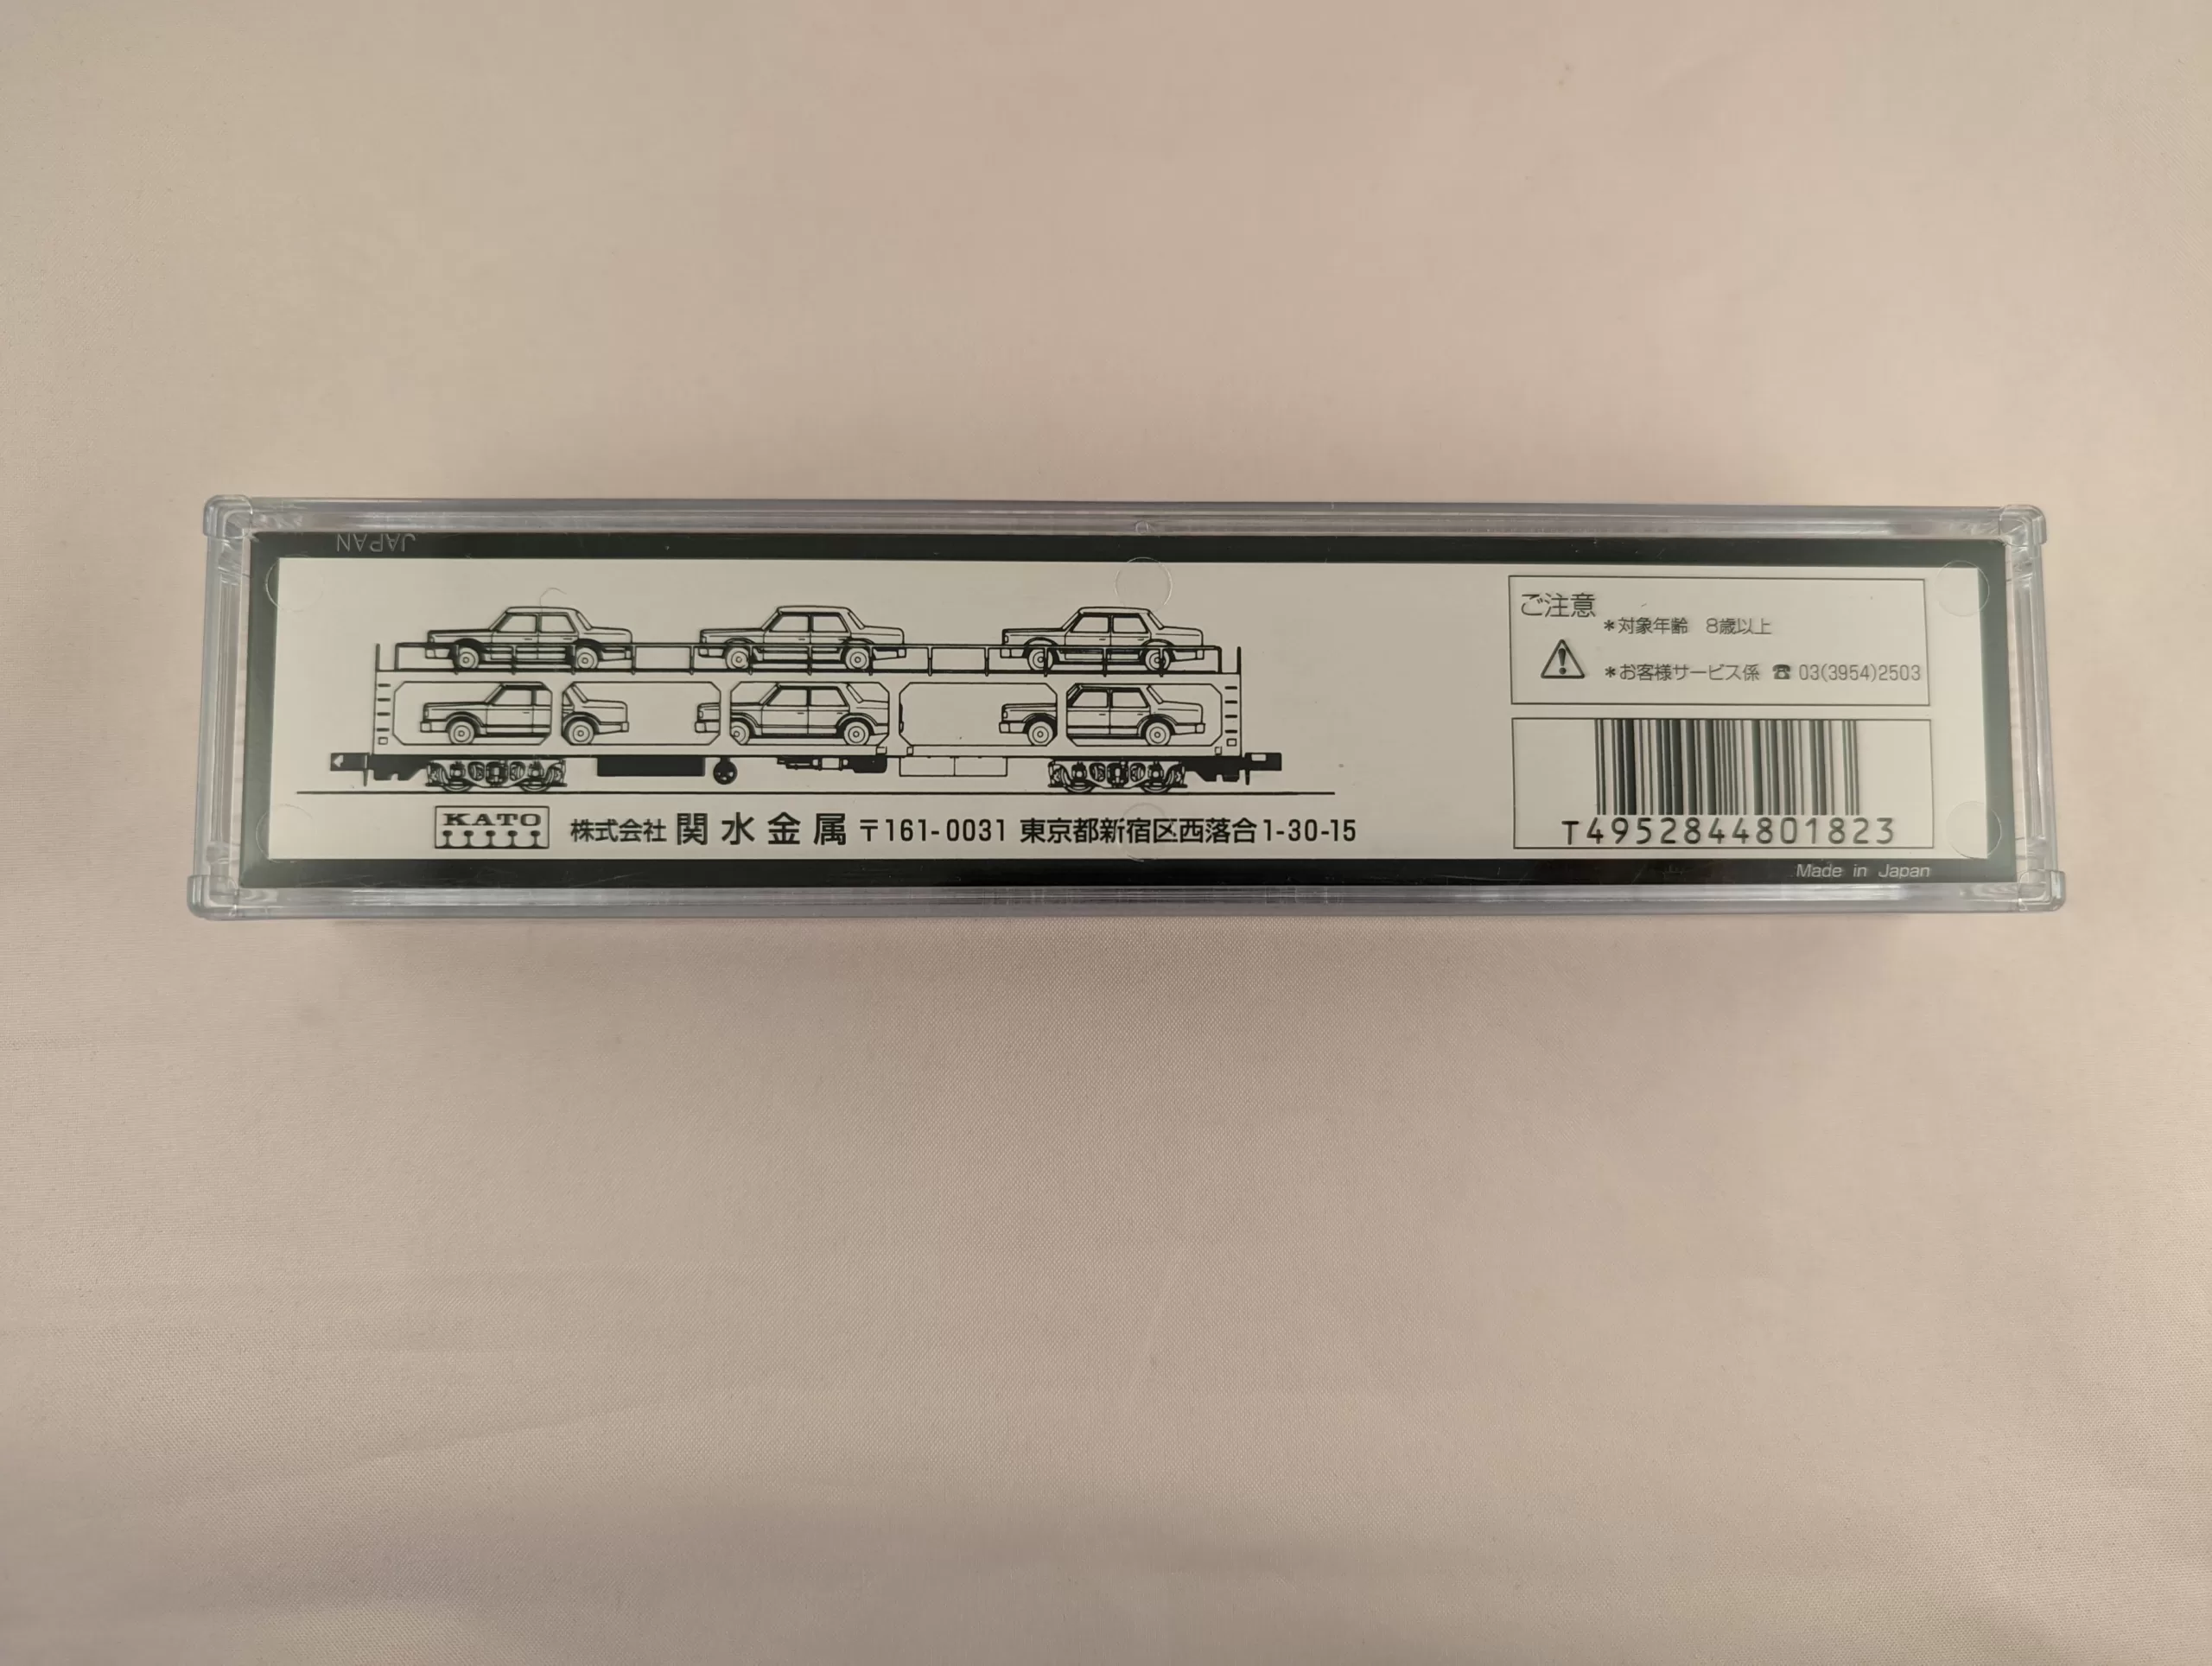 JAPAN
ご注意
*対象年齢 8歳以上
*お客様サービス係 ☎ 03(3954)2503
KATO 株式会社 関水金属 〒161-0031 東京都新宿区西落合1-30-15
T4952844801823
Made in Japan